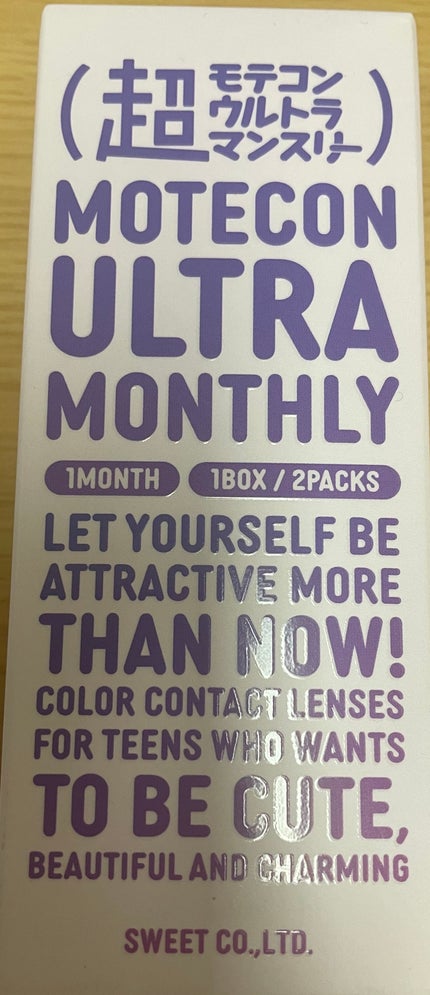 (超 モテコン
ウルトラ
マンスリー)
MOTECON
ULTRA
MONTHLY
1MONTH 1BOX / 2PACKS
LET YOURSELF BE
ATTRACTIVE MORE
THAN NOW!
COLOR CONTACT LENSES
FOR TEENS WHO WANTS
TO BE CUTE,
BEAUTIFUL AND CHARMING
SWEET CO.,LTD.